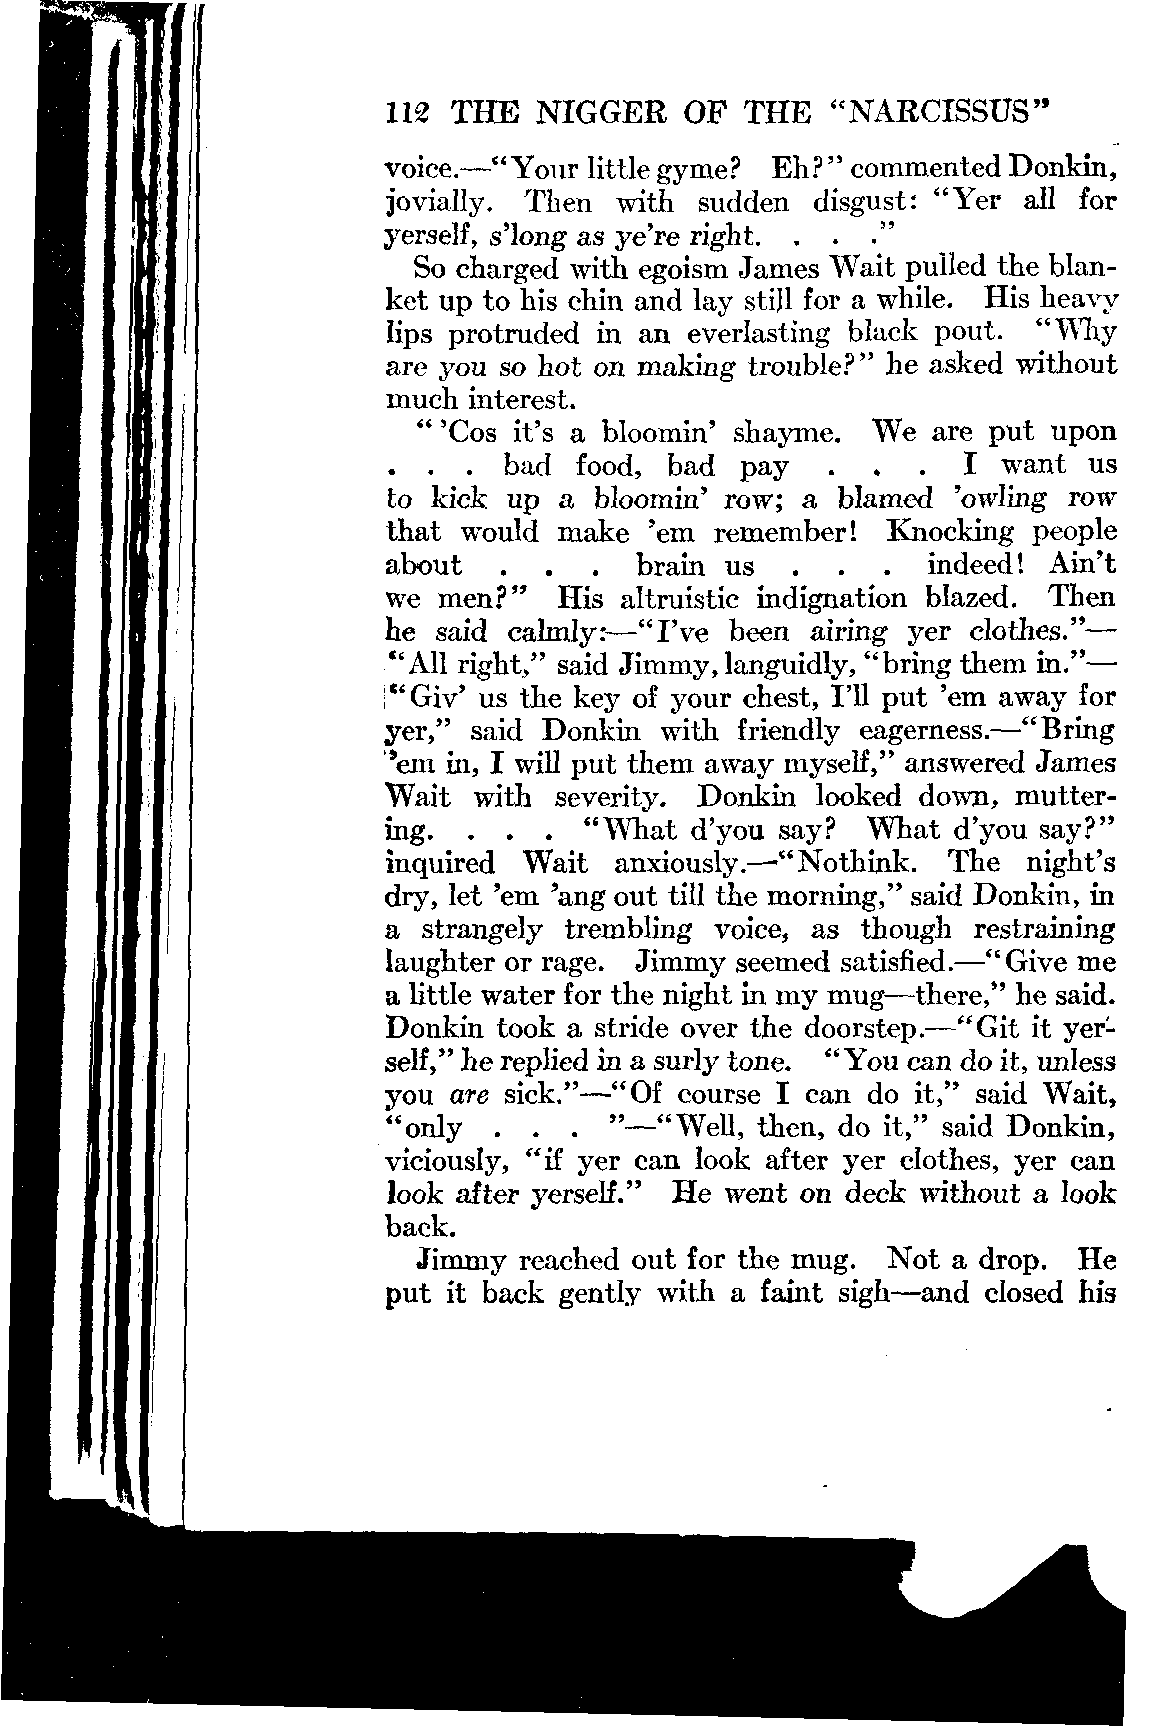 112 THE NIGGER OF THE "NARCISSUS"
voice.—"Your little gyme? Eh?" commented Donkin,
jovially. Then with sudden disgust: "Yer all for
yerself, s'long as ye're right. . . ."
So charged with egoism James Wait pulled the blan-
ket up to his chin and lay still for a while. His heavy
lips protruded in an everlasting black pout. "Why
are you so hot on making trouble?" he asked without
much interest.
"'Cos it's a bloomin' shayme. We are put upon
. . . bad food, bad pay . . . I want us
to kick up a bloomin' row; a blamed 'owling row
that would make 'em remember! Knocking people
about . . . brain us . . . indeed! Ain't
we men?" His altruistic indignation blazed. Then
he said calmly:—"I've been airing yer clothes."—
"All right," said Jimmy, languidly, "bring them in."—
"Giv' us the key of your chest, I'll put 'em away for
yer," said Donkin with friendly eagerness.—"Bring
'em in, I will put them away myself," answered James
Wait with severity. Donkin looked down, mutter-
ing. . . . "What d'you say? What d'you say?"
inquired Wait anxiously.—"Nothink. The night's
dry, let 'em 'ang out till the morning," said Donkin, in
a strangely trembling voice, as though restraining
laughter or rage. Jimmy seemed satisfied.—"Give me
a little water for the night in my mug—there," he said.
Donkin took a stride over the doorstep.—"Git it yer-
self," he replied in a surly tone. "You can do it, unless
you are sick."—"Of course I can do it," said Wait,
"only . . . "—"Well, then, do it," said Donkin,
viciously, "if yer can look after yer clothes, yer can
look after yerself." He went on deck without a look
back.
Jimmy reached out for the mug. Not a drop. He
put it back gently with a faint sigh—and closed his